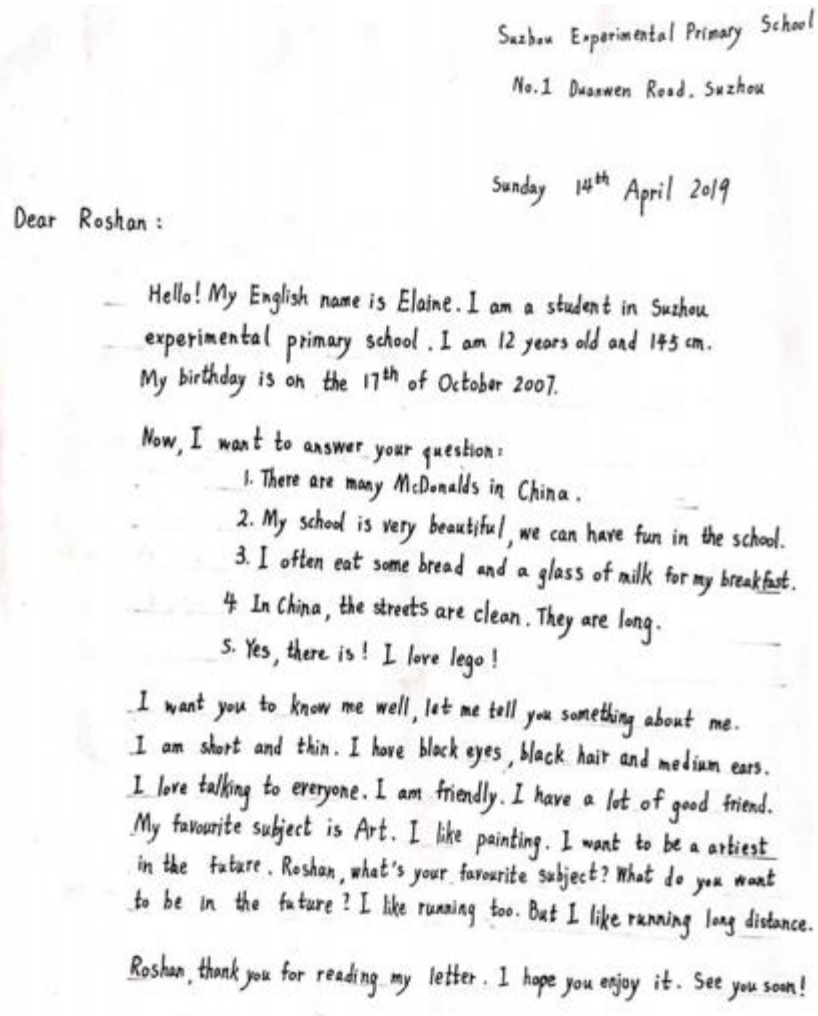 Suzhou Experimental Primary School
No.1 Duanwen Road. Suzhou
Sunday 14th April 2019
Dear Roshan :
Hello! My English name is Elaine. I am a student in Suzhou
experimental primary school. I am 12 years old and 145 cm.
My birthday is on the 17th of October 2007.
Now, I want to answer your question:
1. There are many McDonalds in China.
2. My school is very beautiful, we can have fun in the school.
3. I often eat some bread and a glass of milk for my breakfast.
4 In China, the streets are clean. They are long.
5. Yes, there is! I love lego!
I want you to know me well, let me tell you something about me.
I am short and thin. I have black eyes, black hair and medium ears.
I love talking to everyone. I am friendly. I have a lot of good friend.
My favourite subject is Art. I like painting. I want to be a artiest
in the future. Roshan, what's your favourite subject? What do you want
to be in the future? I like running too. But I like running long distance.
Roshan, thank you for reading my letter. I hope you enjoy it. See you soon!